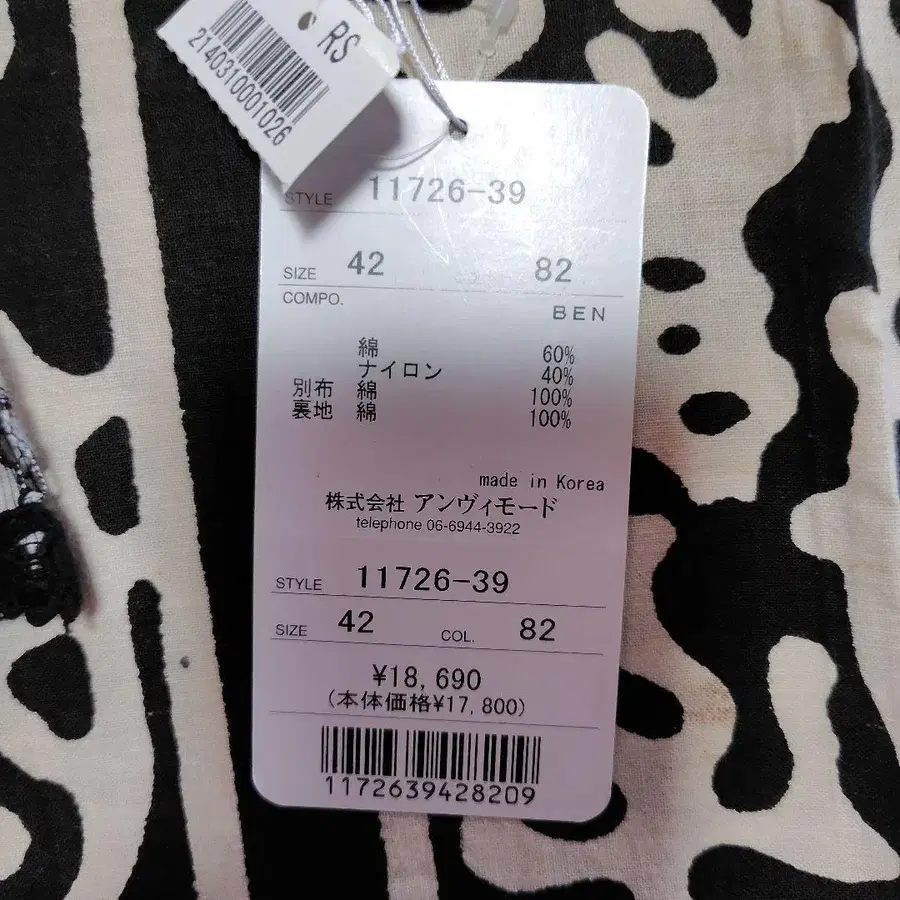 RS
2140310001026
STYLE 11726-39
SIZE 42 82
COMPO.
BEN
綿 60%
ナイロン 40%
別布 綿 100%
裏地 綿 100%
made in Korea
株式会社 アンヴィモード
telephone 06-6944-3922
STYLE 11726-39
SIZE 42 COL. 82
¥18,690
(本体価格¥17,800)
1172639428209